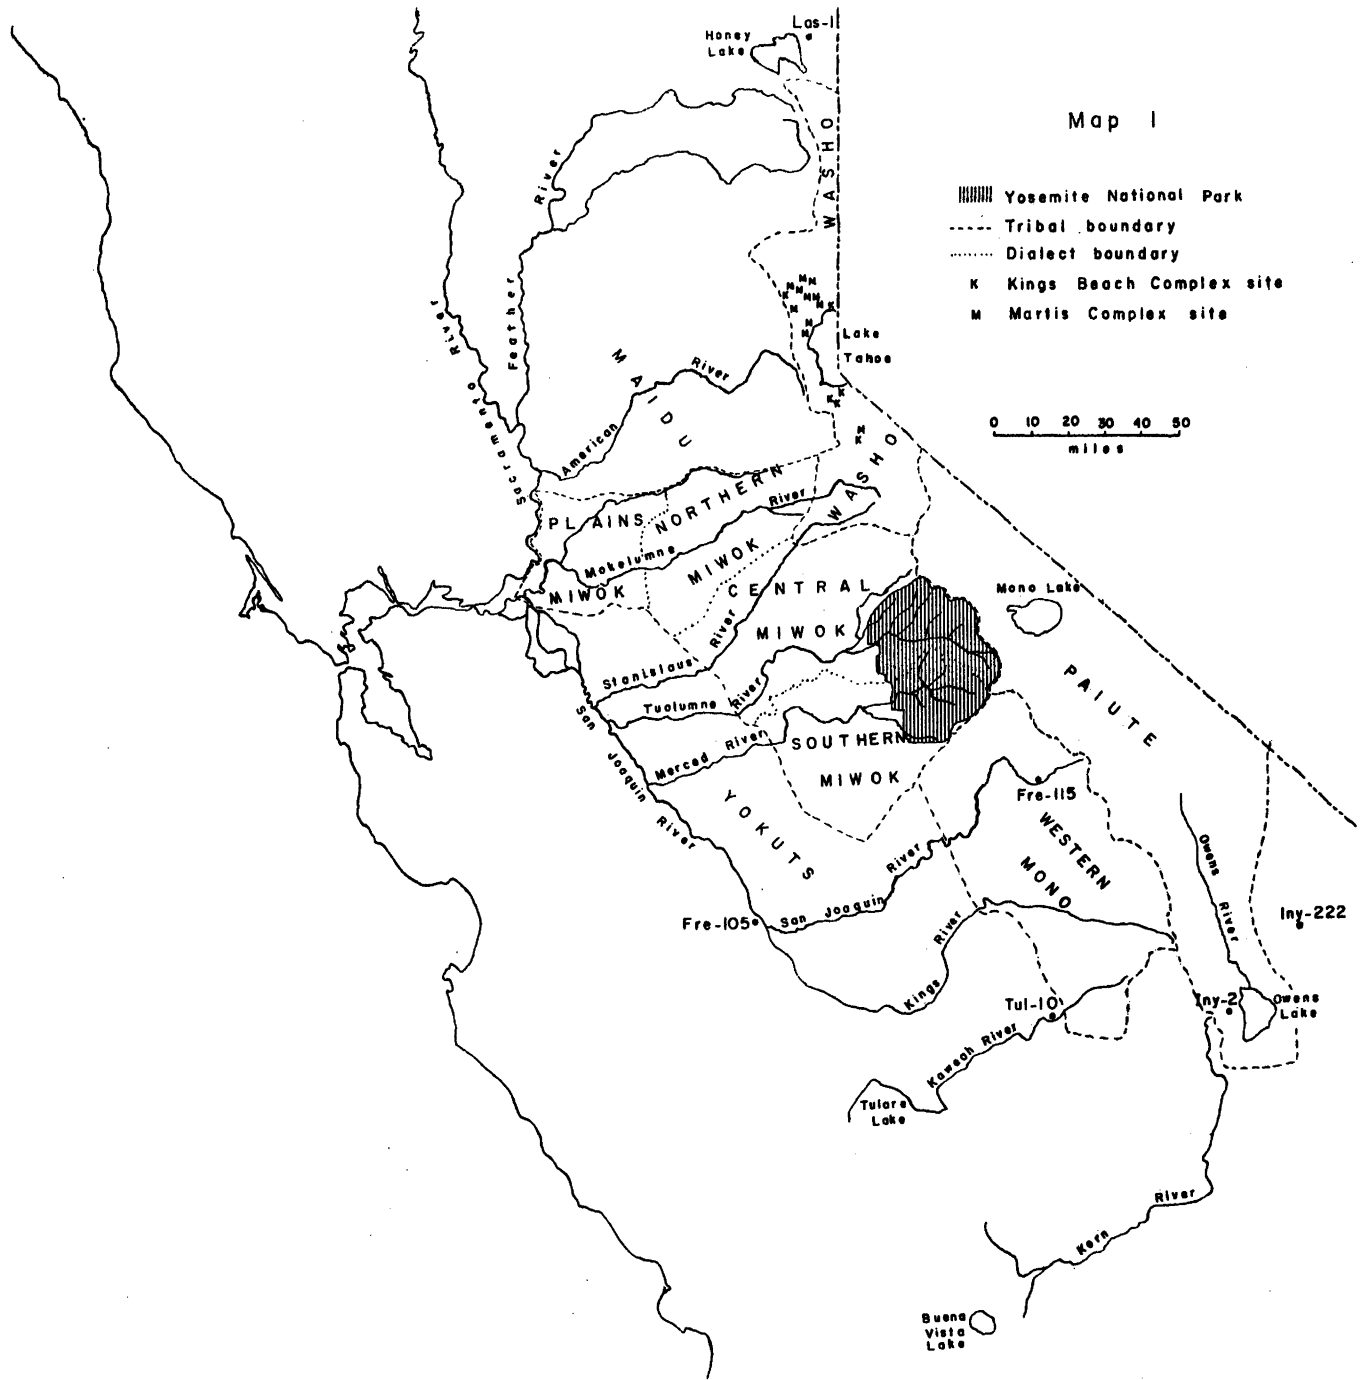 Las-1
Honey
Lake
Map 1
WASHO
Yosemite National Park
Tribal boundary
Dialect boundary
K Kings Beach Complex site
M Martis Complex site
Feather River
Sacramento River
MAIDU
American River
M M
M
K M
M M M
M
M K
M
M
Lake
Tahoe
K
K
K
M
K
0 10 20 30 40 50
miles
WASHO
PLAINS
MIWOK
NORTHERN
MIWOK
Mokelumne River
CENTRAL
MIWOK
Mono Lake
Stanislaus River
Tuolumne River
Merced River
San Joaquin River
SOUTHERN
MIWOK
PAIUTE
YOKUTS
Fre-115
WESTERN
MONO
Owens River
San Joaquin River
Fre-105
Iny-222
Kings River
Tul-10
Iny-2
Owens
Lake
Kaweah River
Tulare
Lake
Kern River
Buena
Vista
Lake